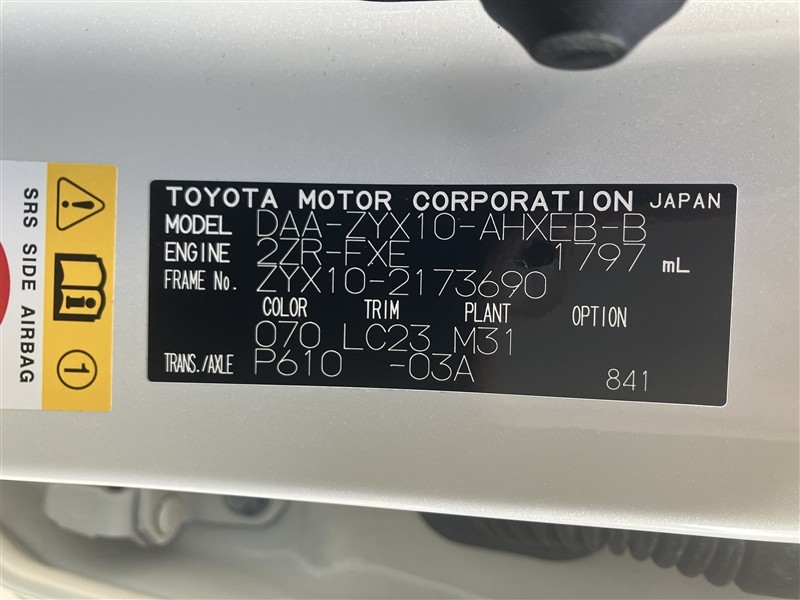 SRS SIDE AIRBAG
1
TOYOTA MOTOR CORPORATION JAPAN
MODEL DAA-ZYX10-AHXEB-B
ENGINE 2ZR-FXE 1797 mL
FRAME No. ZYX10-2173690
COLOR TRIM PLANT OPTION
070 LC23 M31
TRANS./AXLE P610 -03A 841